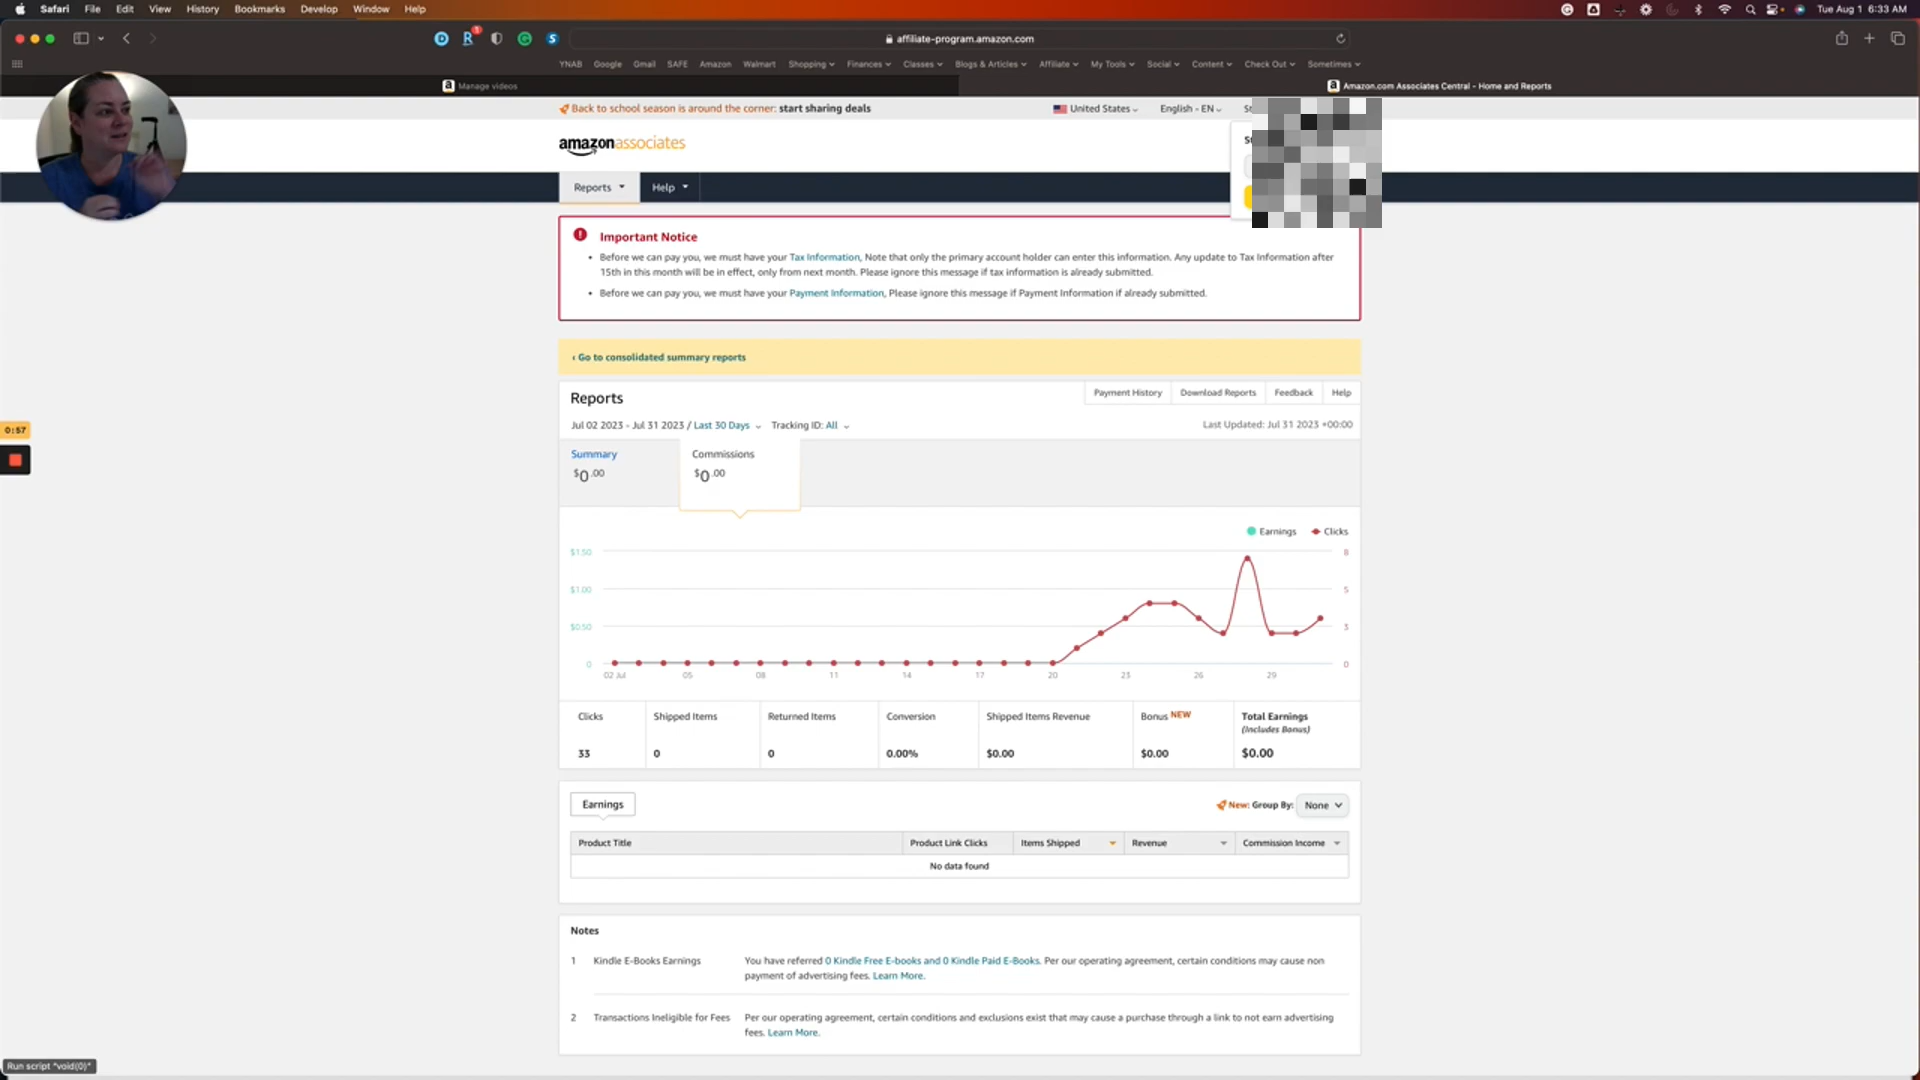 Safari File Edit View History Bookmarks Develop Window Help
Tue Aug 1 6:33 AM
affiliate-program.amazon.com
YNAB Google Gmail SAFE Amazon Walmart Shopping Finances Classes Blogs & Articles Affiliate My Tools Social Content Check Out Sometimes
Manage videos
Amazon.com Associates Central - Home and Reports
Back to school season is around the corner: start sharing deals
United States English - EN St
amazonassociates
Reports Help
Important Notice
• Before we can pay you, we must have your Tax Information, Note that only the primary account holder can enter this information. Any update to Tax Information after
15th in this month will be in effect, only from next month. Please ignore this message if tax information is already submitted.
• Before we can pay you, we must have your Payment Information, Please ignore this message if Payment Information if already submitted.
‹ Go to consolidated summary reports
Reports
Payment History Download Reports Feedback Help
Jul 02 2023 - Jul 31 2023 / Last 30 Days Tracking ID: All
Last Updated: Jul 31 2023 +00:00
0:57
Summary Commissions
$0.00 $0.00
Earnings Clicks
$1.50 8
$1.00 5
$0.50 3
0 0
02 Jul 05 08 11 14 17 20 23 26 29
Clicks Shipped Items Returned Items Conversion Shipped Items Revenue Bonus NEW Total Earnings
(Includes Bonus)
33 0 0 0.00% $0.00 $0.00 $0.00
Earnings
New: Group By: None
Product Title Product Link Clicks Items Shipped Revenue Commission Income
No data found
Notes
1 Kindle E-Books Earnings You have referred 0 Kindle Free E-books and 0 Kindle Paid E-Books. Per our operating agreement, certain conditions may cause non
payment of advertising fees. Learn More.
2 Transactions Ineligible for Fees Per our operating agreement, certain conditions and exclusions exist that may cause a purchase through a link to not earn advertising
fees. Learn More.
Run script "void(0)"